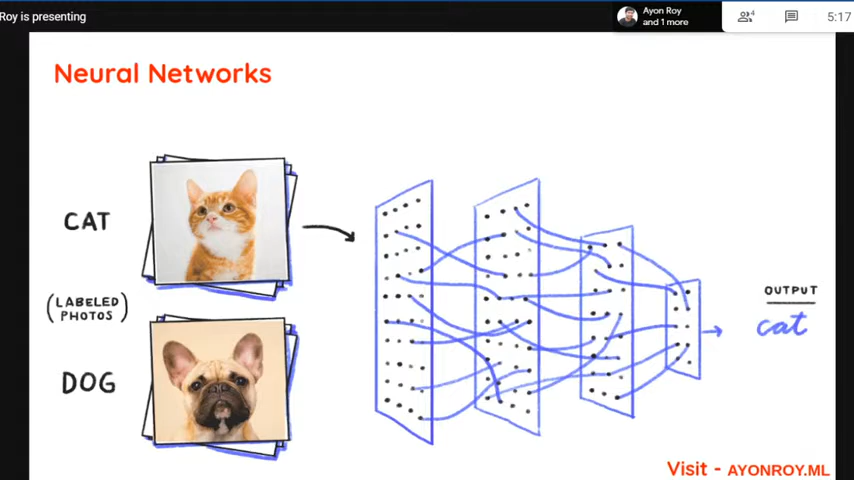 Roy is presenting
Ayon Roy
and 1 more
4
5:17
Neural Networks
CAT
(LABELED
PHOTOS)
DOG
OUTPUT
cat
Visit - AYONROY.ML